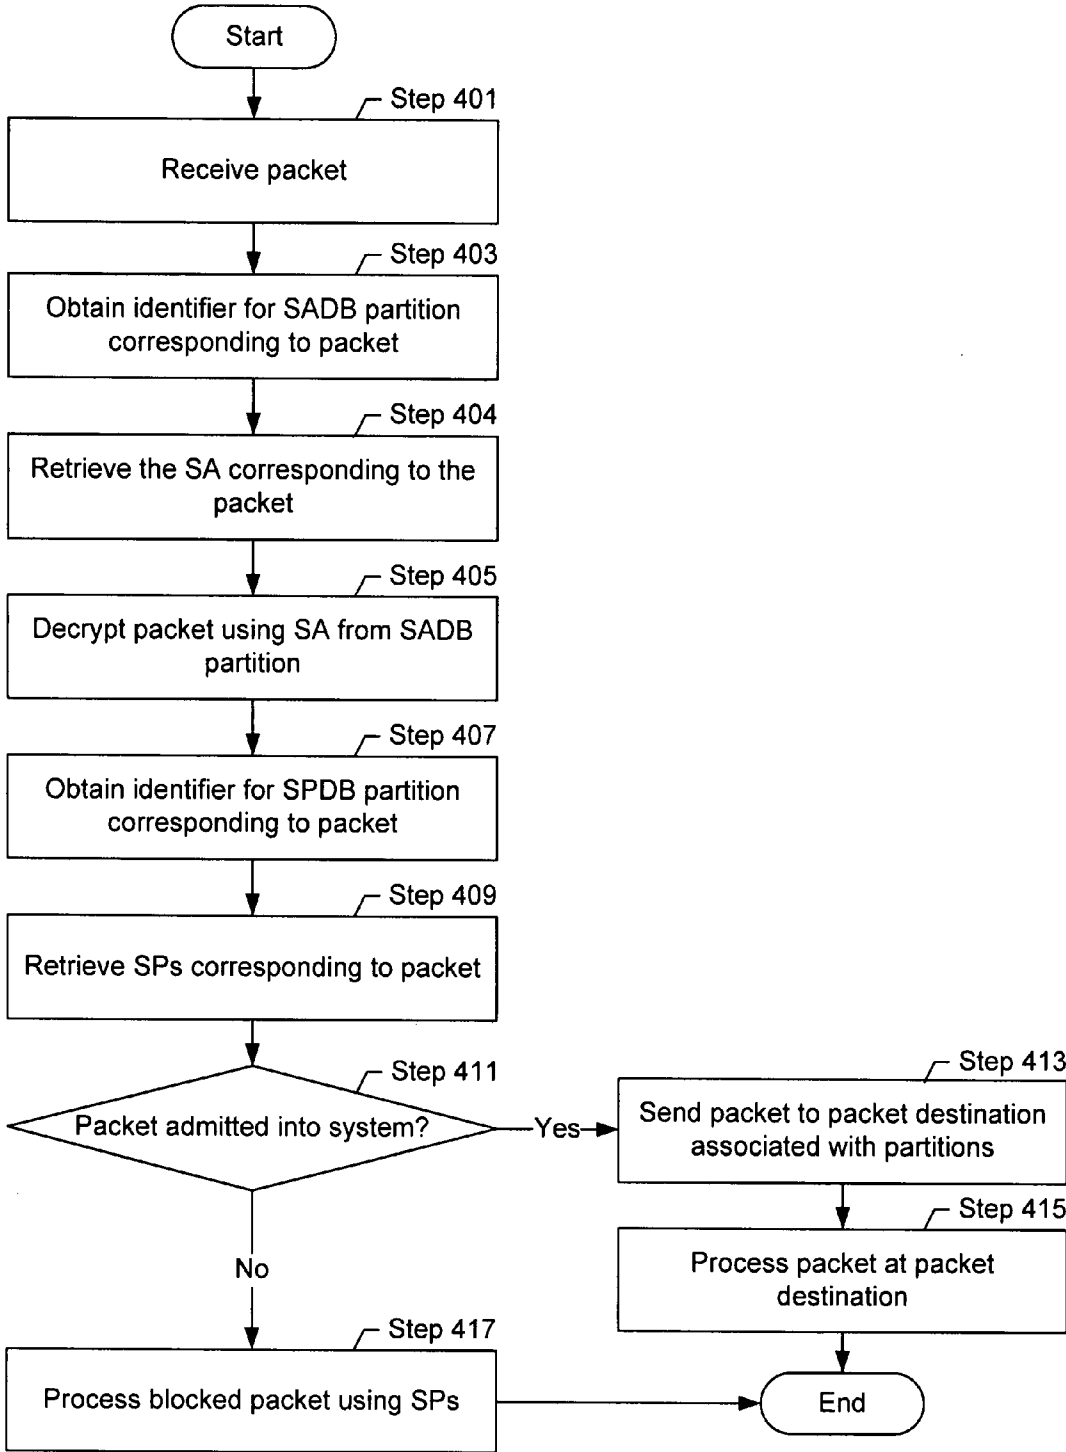 Start
Step 401
Receive packet
Step 403
Obtain identifier for SADB partition
corresponding to packet
Step 404
Retrieve the SA corresponding to the
packet
Step 405
Decrypt packet using SA from SADB
partition
Step 407
Obtain identifier for SPDB partition
corresponding to packet
Step 409
Retrieve SPs corresponding to packet
Step 411
Packet admitted into system?
Yes
Step 413
Send packet to packet destination
associated with partitions
Step 415
Process packet at packet
destination
No
Step 417
Process blocked packet using SPs
End